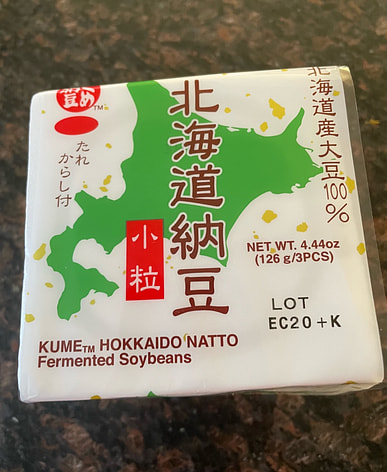 TM
たれ
からし付
北海道納豆
小粒
北海道産大豆100%
NET WT. 4.44oz
(126 g/3PCS)
LOT
EC20+K
KUME™ HOKKAIDO NATTO
Fermented Soybeans